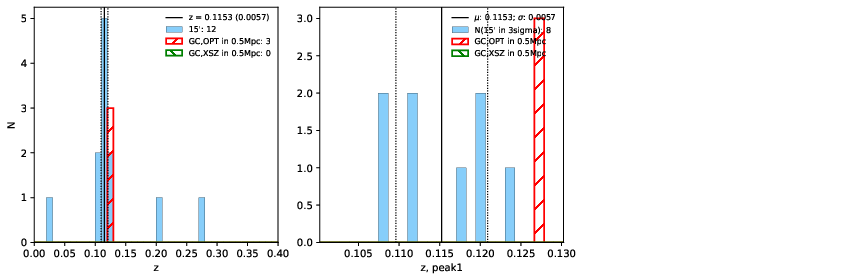 z = 0.1153 (0.0057)
15': 12
GC,OPT in 0.5Mpc: 3
GC,XSZ in 0.5Mpc: 0
N
5
4
3
2
1
0
0.00 0.05 0.10 0.15 0.20 0.25 0.30 0.35 0.40
z
μ: 0.1153; σ: 0.0057
N(15' in 3sigma): 8
GC,OPT in 0.5Mpc
GC,XSZ in 0.5Mpc
3.0
2.5
2.0
1.5
1.0
0.5
0.0
0.105 0.110 0.115 0.120 0.125 0.130
z, peak1